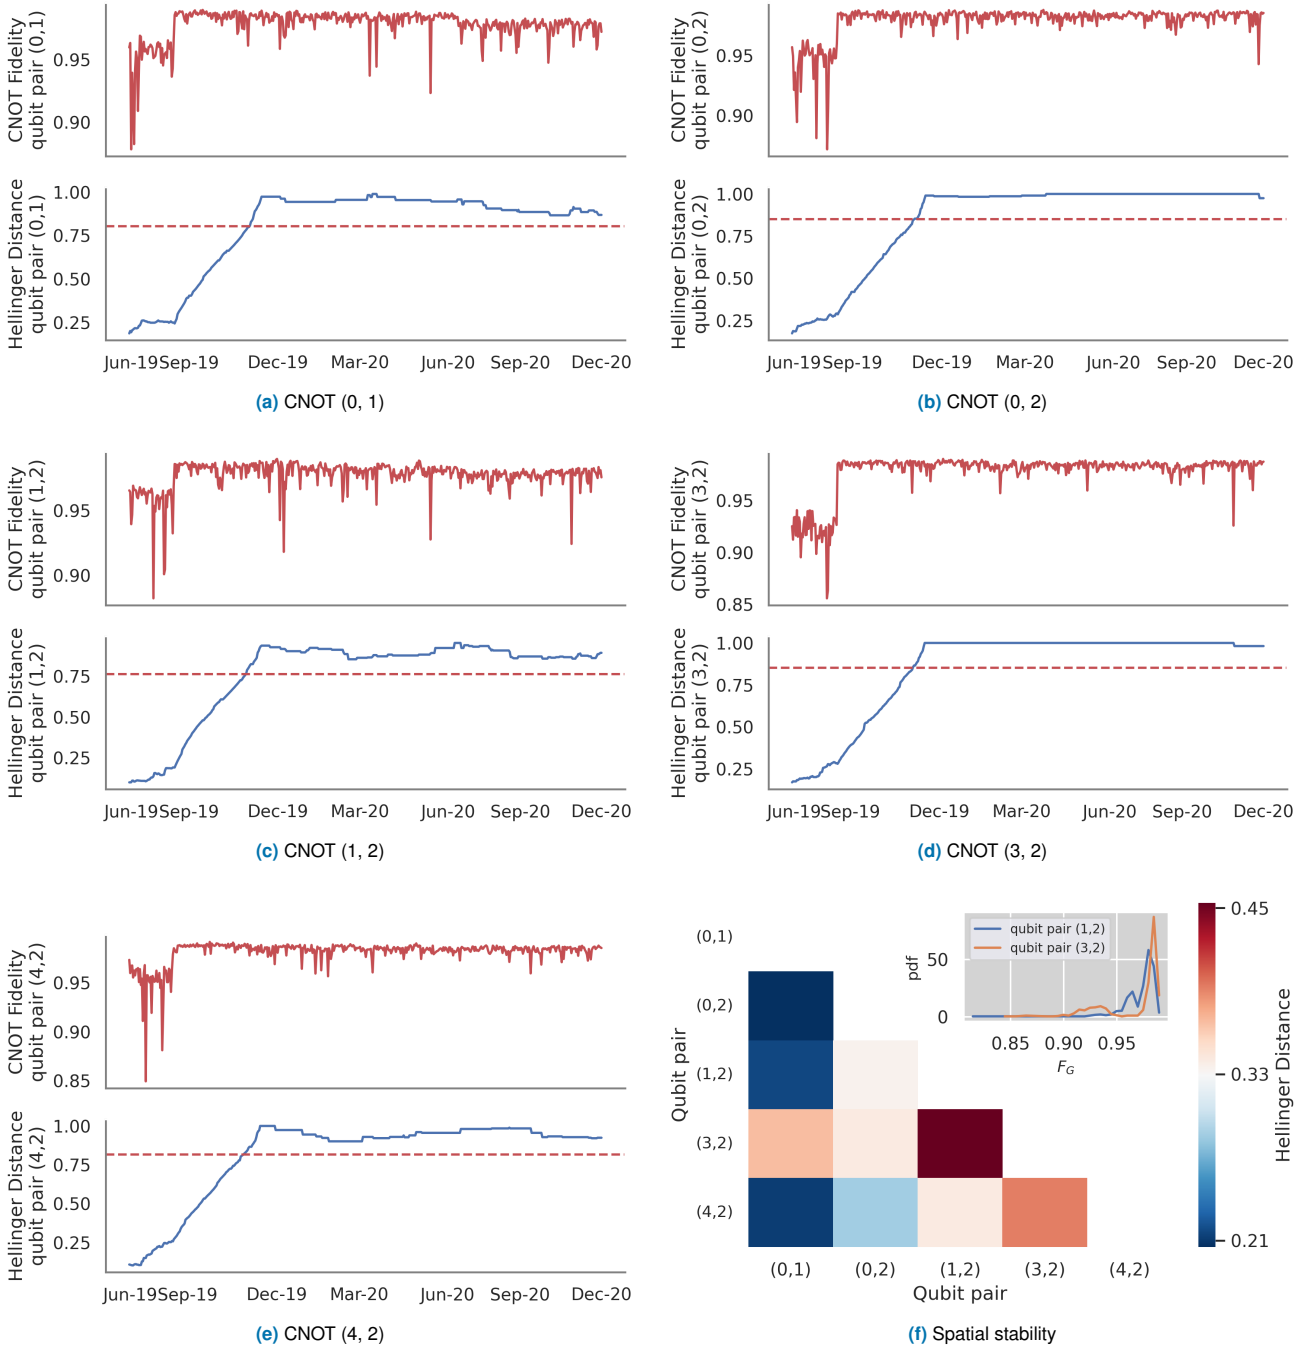 CNOT Fidelity
qubit pair (0,1)
0.95
0.90
Hellinger Distance
qubit pair (0,1)
1.00
0.75
0.50
0.25
Jun-19 Sep-19 Dec-19 Mar-20 Jun-20 Sep-20 Dec-20
(a) CNOT (0, 1)
CNOT Fidelity
qubit pair (0,2)
0.95
0.90
Hellinger Distance
qubit pair (0,2)
1.00
0.75
0.50
0.25
Jun-19 Sep-19 Dec-19 Mar-20 Jun-20 Sep-20 Dec-20
(b) CNOT (0, 2)
CNOT Fidelity
qubit pair (1,2)
0.95
0.90
Hellinger Distance
qubit pair (1,2)
0.75
0.50
0.25
Jun-19 Sep-19 Dec-19 Mar-20 Jun-20 Sep-20 Dec-20
(c) CNOT (1, 2)
CNOT Fidelity
qubit pair (3,2)
0.95
0.90
0.85
Hellinger Distance
qubit pair (3,2)
1.00
0.75
0.50
0.25
Jun-19 Sep-19 Dec-19 Mar-20 Jun-20 Sep-20 Dec-20
(d) CNOT (3, 2)
CNOT Fidelity
qubit pair (4,2)
0.95
0.90
0.85
Hellinger Distance
qubit pair (4,2)
1.00
0.75
0.50
0.25
Jun-19 Sep-19 Dec-19 Mar-20 Jun-20 Sep-20 Dec-20
(e) CNOT (4, 2)
Qubit pair
(0,1)
(0,2)
(1,2)
(3,2)
(4,2)
(0,1) (0,2) (1,2) (3,2) (4,2)
Qubit pair
qubit pair (1,2)
qubit pair (3,2)
pdf
50
0
0.85 0.90 0.95
F_G
0.45
0.33
0.21
Hellinger Distance
(f) Spatial stability